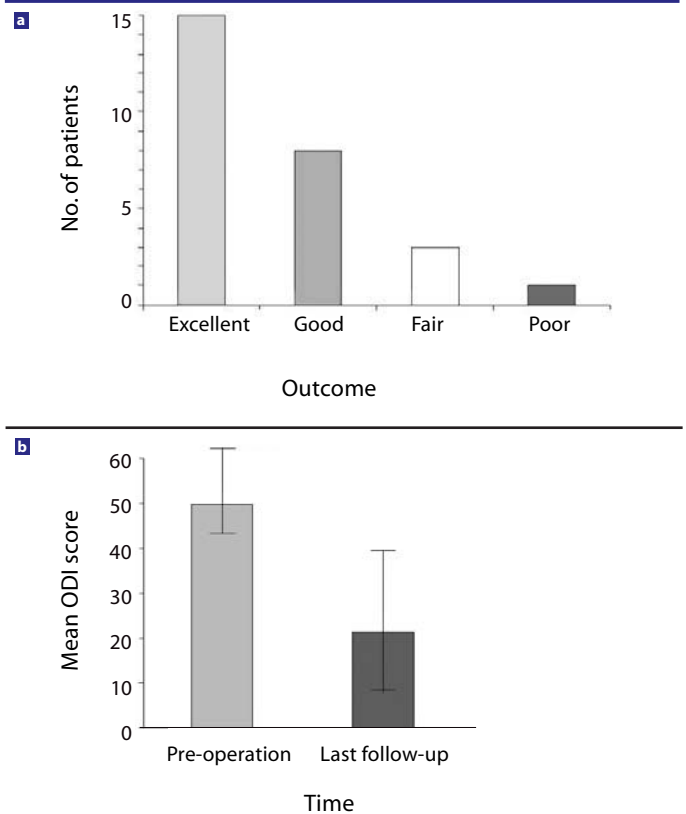 a
No. of patients
15
10
5
0
Excellent Good Fair Poor
Outcome
b
Mean ODI score
60
50
40
30
20
10
0
Pre-operation Last follow-up
Time